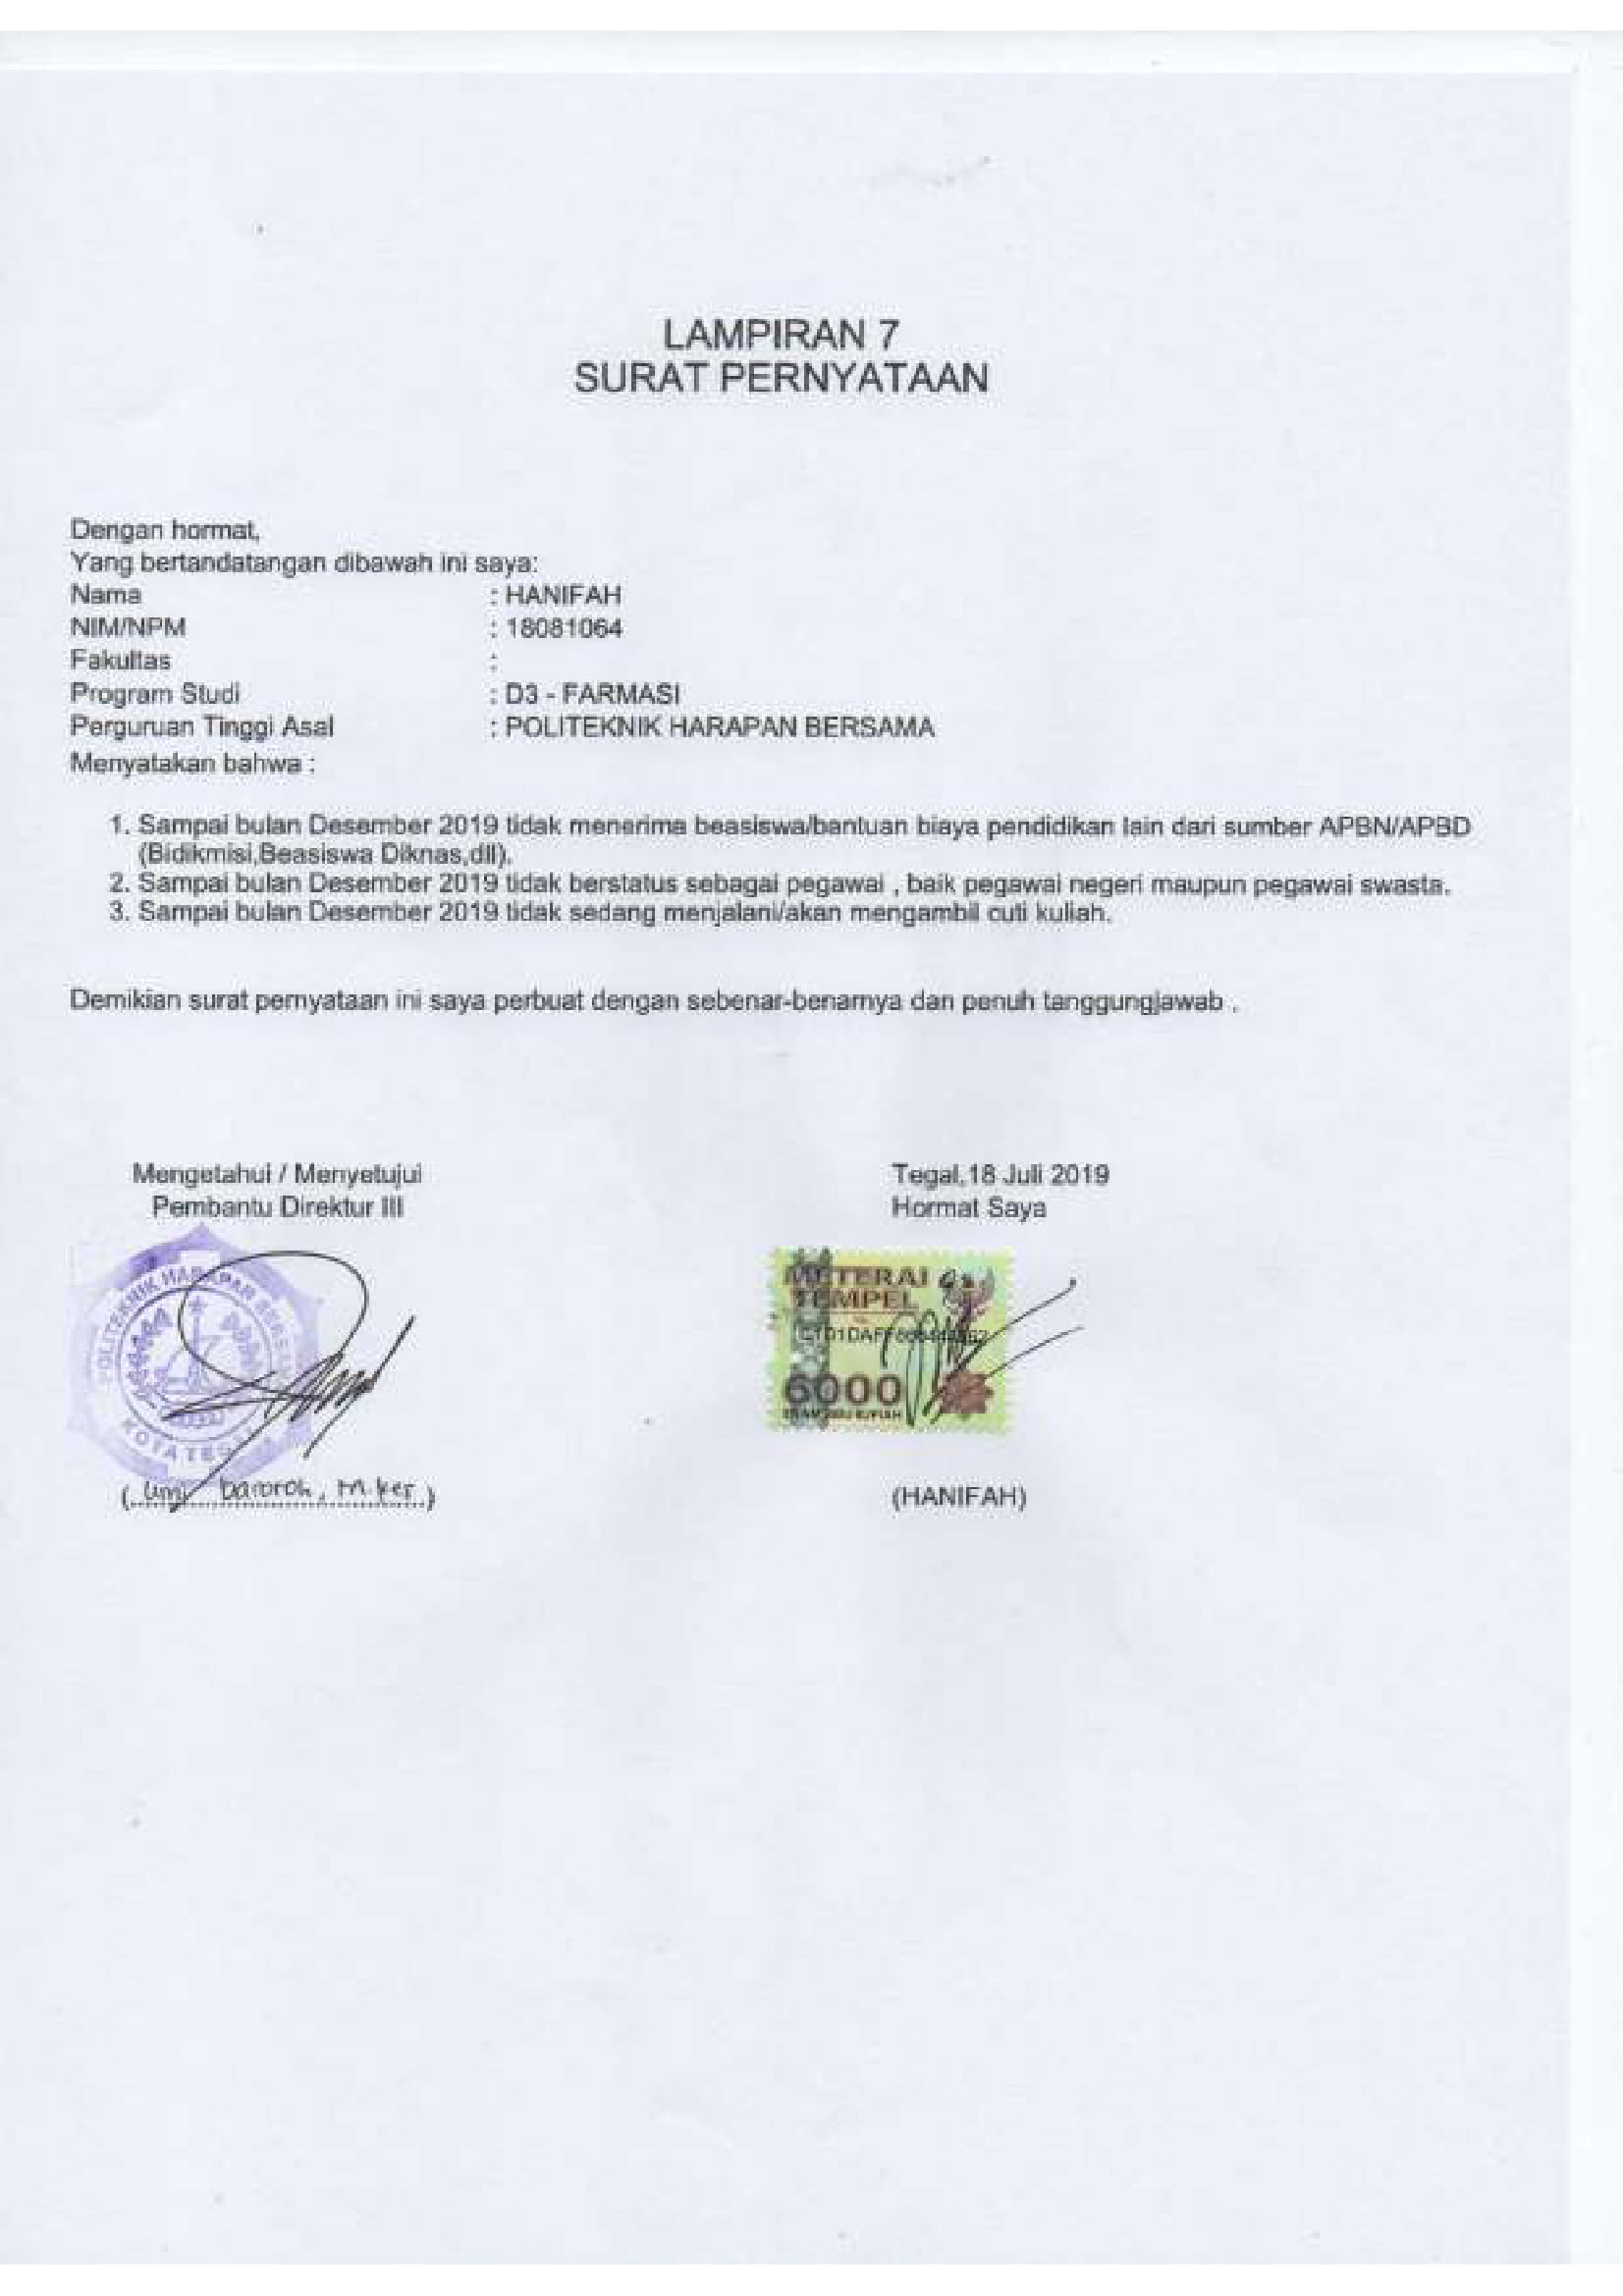 LAMPIRAN 7
SURAT PERNYATAAN
Dengan hormat,
Yang bertandatangan dibawah ini saya:
Nama : HANIFAH
NIM/NPM : 18081064
Fakultas :
Program Studi : D3 - FARMASI
Perguruan Tinggi Asal : POLITEKNIK HARAPAN BERSAMA
Menyatakan bahwa :
1. Sampai bulan Desember 2019 tidak menerima beasiswa/bantuan biaya pendidikan lain dari sumber APBN/APBD
(Bidikmisi,Beasiswa Diknas,dll).
2. Sampai bulan Desember 2019 tidak berstatus sebagai pegawai , baik pegawai negeri maupun pegawai swasta.
3. Sampai bulan Desember 2019 tidak sedang menjalani/akan mengambil cuti kuliah.
Demikian surat pernyataan ini saya perbuat dengan sebenar-benarnya dan penuh tanggungjawab .
Mengetahui / Menyetujui
Pembantu Direktur III
POLITEKNIK HARAPAN BERSAMA
KOTA TEGAL
(Umi Baroroh, M.Kep)
Tegal,18 Juli 2019
Hormat Saya
METERAI
TEMPEL
6000
ENAM RIBU RUPIAH
(HANIFAH)